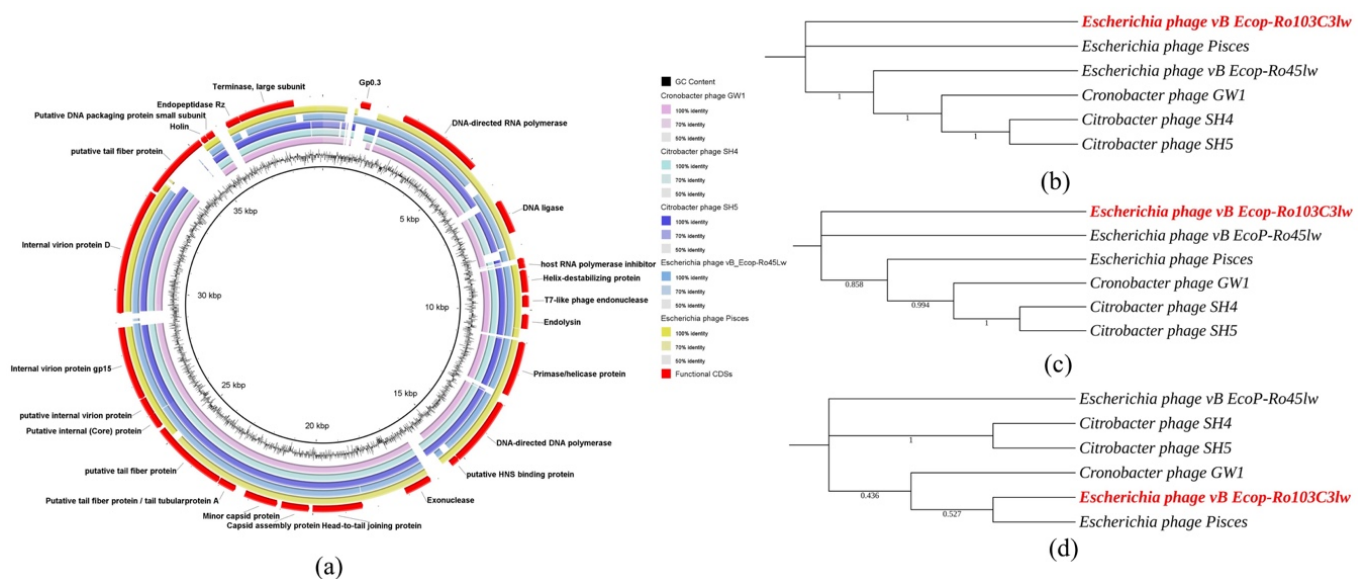 Gp0.3
Terminase, large subunit
Endopeptidase Rz
Putative DNA packaging protein small subunit
Holin
putative tail fiber protein
Internal virion protein D
Internal virion protein gp15
putative internal virion protein
Putative internal (Core) protein
putative tail fiber protein
Putative tail fiber protein / tail tubularprotein A
Minor capsid protein
Capsid assembly protein
Head-to-tail joining protein
Exonuclease
putative HNS binding protein
DNA-directed DNA polymerase
Primase/helicase protein
Endolysin
T7-like phage endonuclease
Helix-destabilizing protein
host RNA polymerase inhibitor
DNA ligase
DNA-directed RNA polymerase
5 kbp
10 kbp
15 kbp
20 kbp
25 kbp
30 kbp
35 kbp
(a)
GC Content
Cronobacter phage GW1
100% identity
70% identity
50% identity
Citrobacter phage SH4
100% identity
70% identity
50% identity
Citrobacter phage SH5
100% identity
70% identity
50% identity
Escherichia phage vB_Ecop-Ro45Lw
100% identity
70% identity
50% identity
Escherichia phage Pisces
100% identity
70% identity
50% identity
Functional CDSs
Escherichia phage vB Ecop-Ro103C3lw
Escherichia phage Pisces
Escherichia phage vB Ecop-Ro45lw
Cronobacter phage GW1
Citrobacter phage SH4
Citrobacter phage SH5
1
1
1
(b)
Escherichia phage vB Ecop-Ro103C3lw
Escherichia phage vB EcoP-Ro45lw
Escherichia phage Pisces
Cronobacter phage GW1
Citrobacter phage SH4
Citrobacter phage SH5
0.858
0.994
1
(c)
Escherichia phage vB EcoP-Ro45lw
Citrobacter phage SH4
Citrobacter phage SH5
Cronobacter phage GW1
Escherichia phage vB Ecop-Ro103C3lw
Escherichia phage Pisces
1
0.436
0.527
(d)